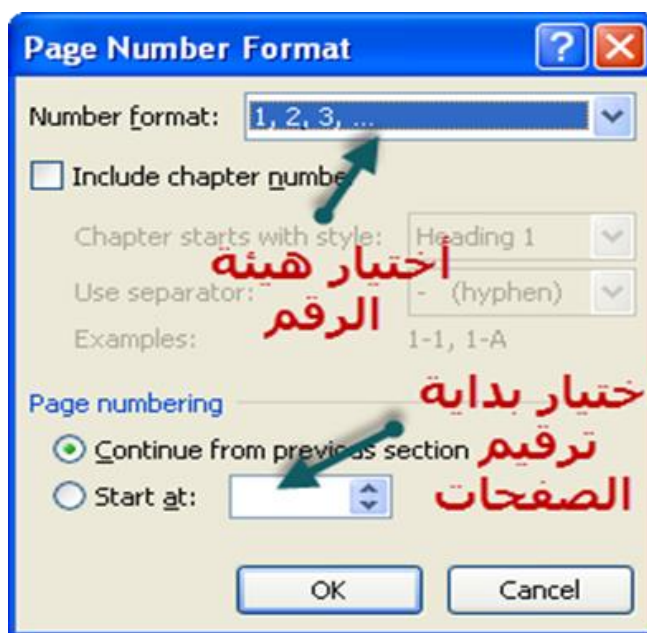 Page Number Format
Number format: 1, 2, 3, ...
Include chapter number
Chapter starts with style: Heading 1
أختيار هيئة
Use separator: - (hyphen)
الرقم
Examples: 1-1, 1-A
ختيار بداية
Page numbering
Continue from previous section
ترقيم
Start at:
الصفحات
OK Cancel